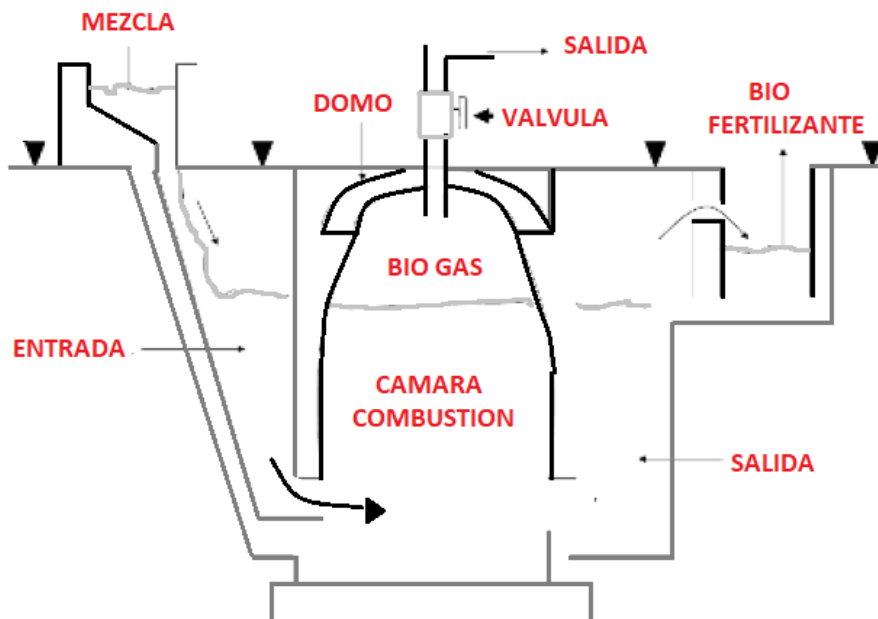 MEZCLA
SALIDA
DOMO
VALVULA
BIO
FERTILIZANTE
BIO GAS
ENTRADA
CAMARA
COMBUSTION
SALIDA